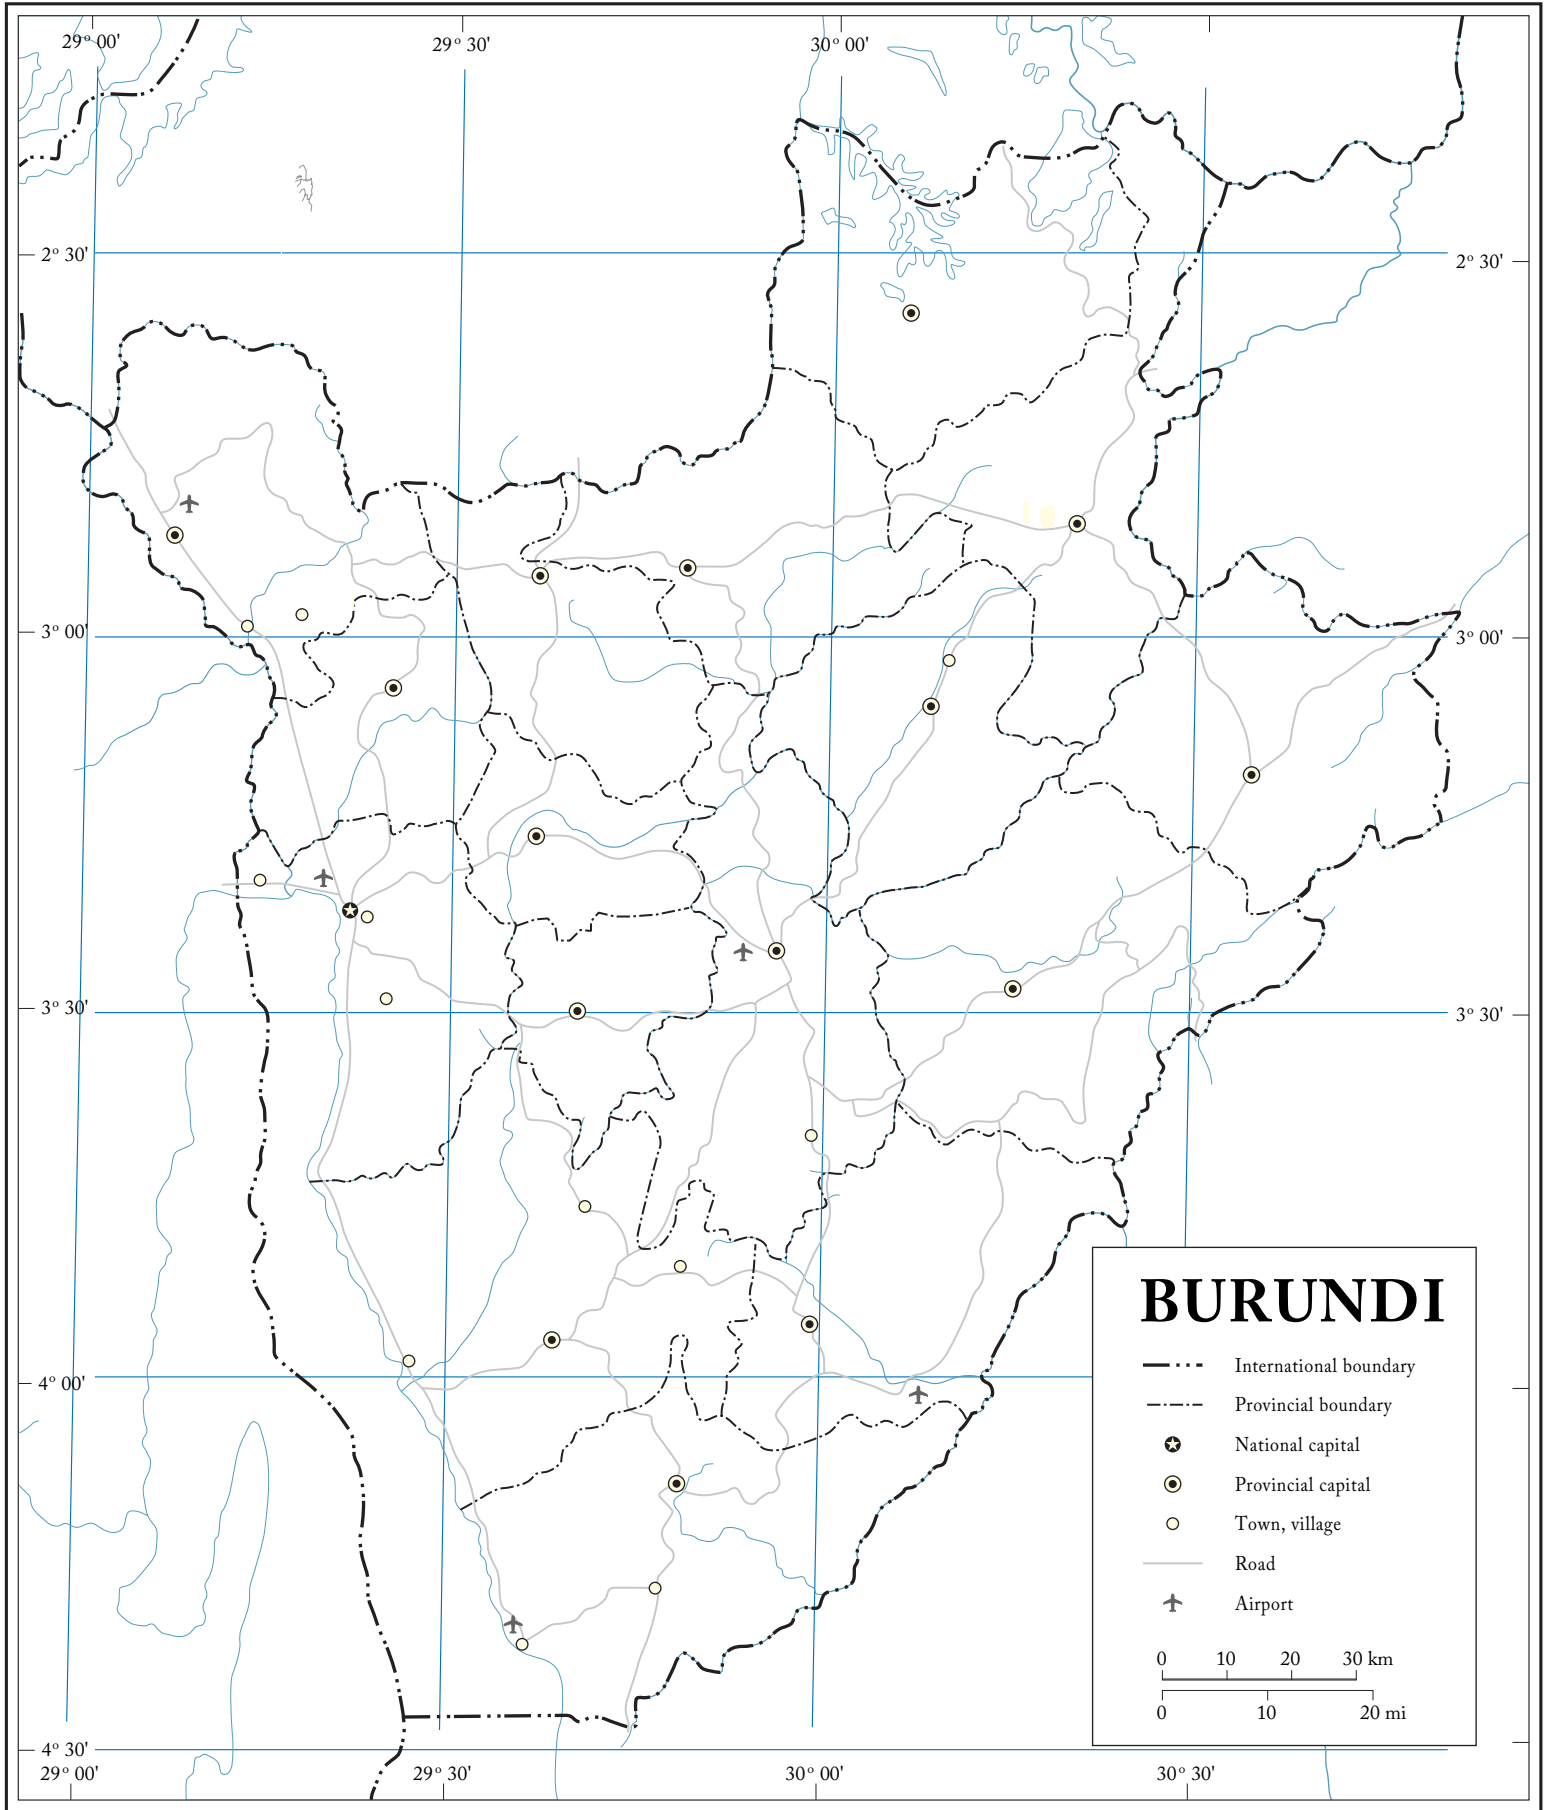 29° 00'
29° 30'
30° 00'
2° 30'
2° 30'
3° 00'
3° 00'
3° 30'
3° 30'
4° 00'
4° 30'
29° 00'
29° 30'
30° 00'
30° 30'
BURUNDI
International boundary
Provincial boundary
National capital
Provincial capital
Town, village
Road
Airport
0 10 20 30 km
0 10 20 mi